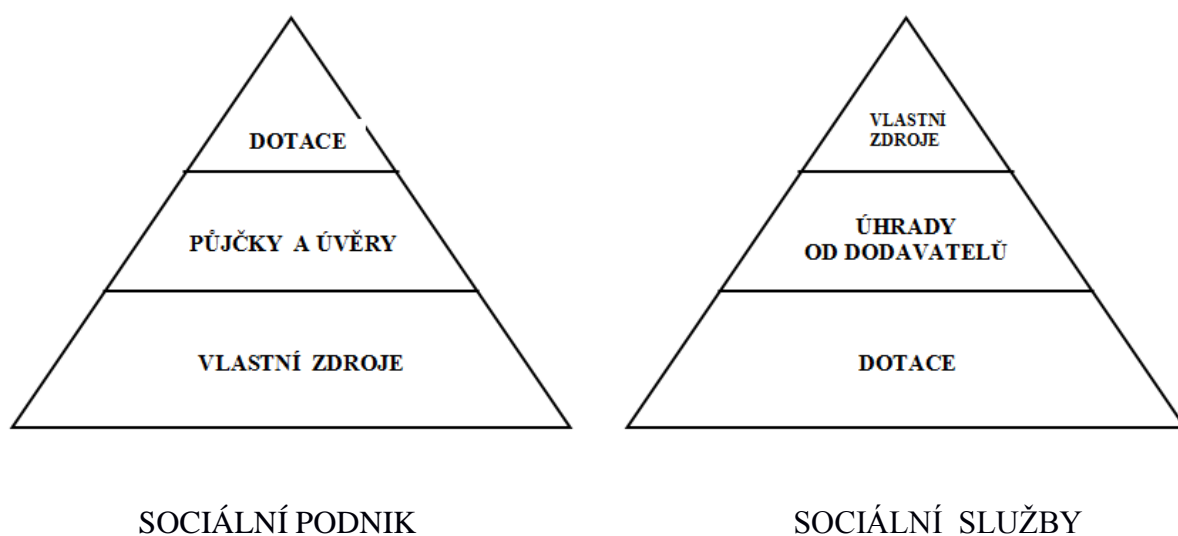 DOTACE
PŮJČKY A ÚVĚRY
VLASTNÍ ZDROJE
SOCIÁLNÍ PODNIK
VLASTNÍ
ZDROJE
ÚHRADY
OD DODAVATELŮ
DOTACE
SOCIÁLNÍ SLUŽBY